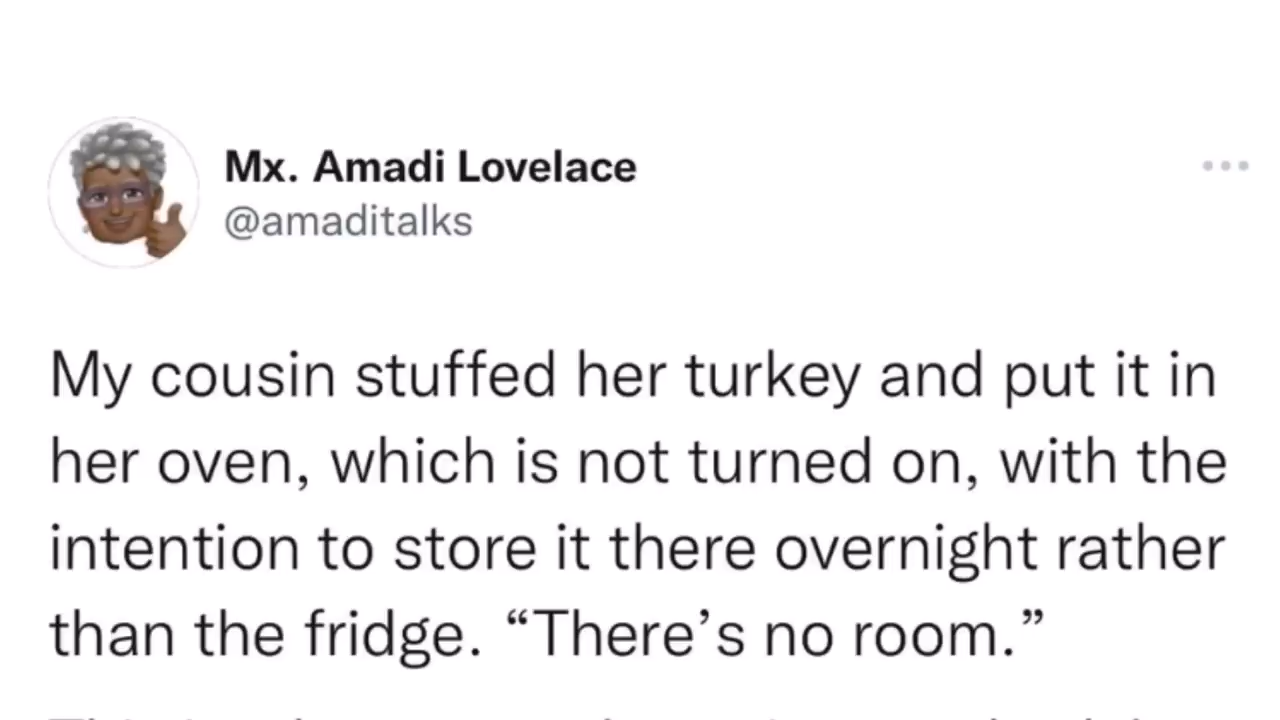 Mx. Amadi Lovelace
@amaditalks
My cousin stuffed her turkey and put it in
her oven, which is not turned on, with the
intention to store it there overnight rather
than the fridge. “There’s no room.”